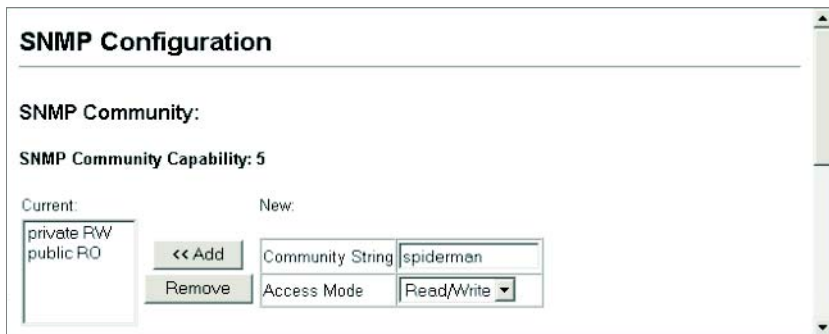 SNMP Configuration
SNMP Community:
SNMP Community Capability: 5
Current:
New:
private RW
public RO
<< Add
Remove
Community String
spiderman
Access Mode
Read/Write